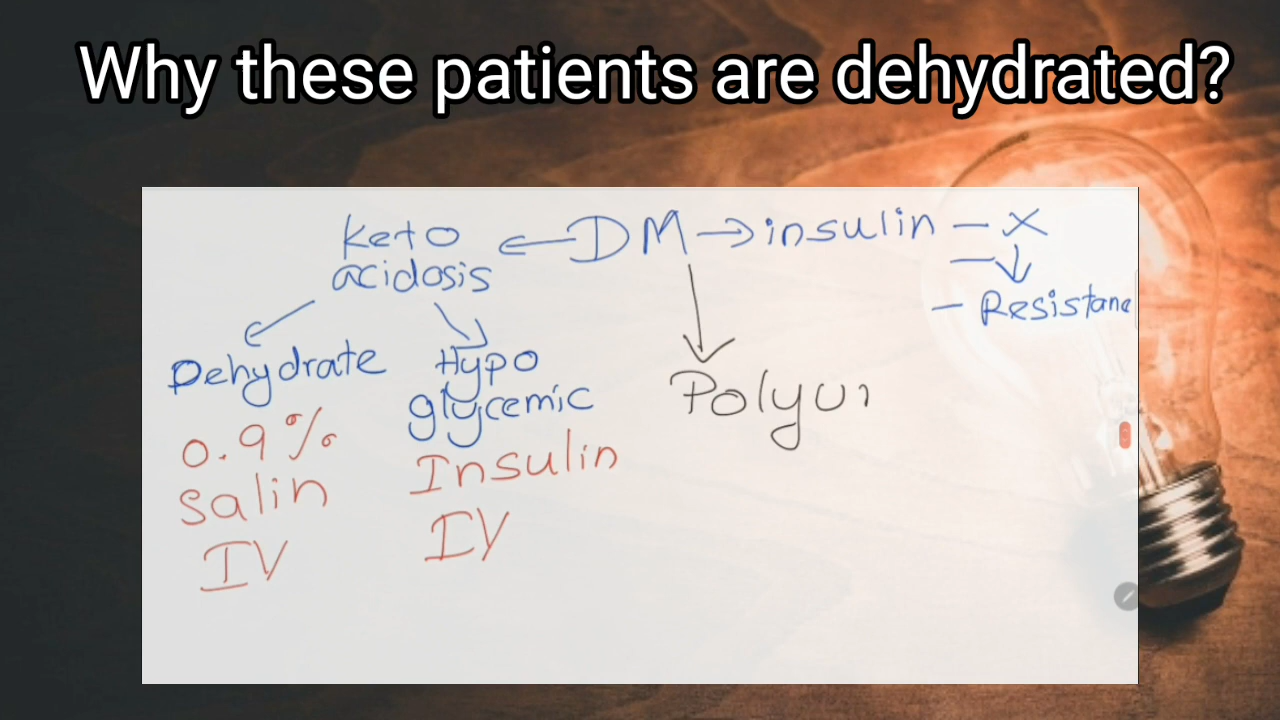 Why these patients are dehydrated?
Keto ← DM → insulin – X
acidosis
– Resistanc
Dehydrate
Hypo
glycemic
Polyur
0.9%
Salin
IV
Insulin
IV